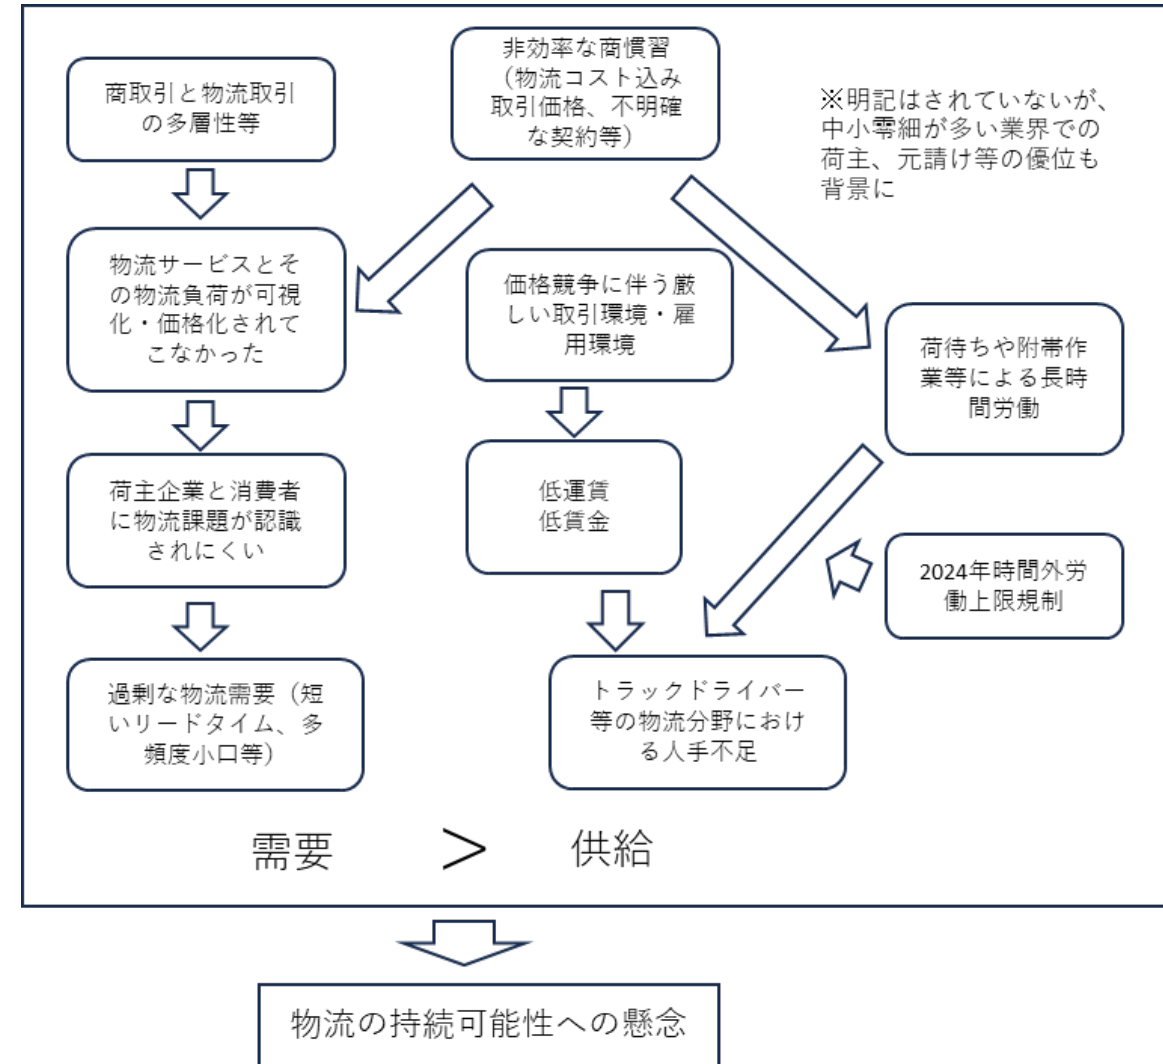 商取引と物流取引
の多層性等
非効率な商慣習
（物流コスト込み
取引価格、不明確
な契約等）
※明記はされていないが、
中小零細が多い業界での
荷主、元請け等の優位も
背景に
物流サービスとそ
の物流負荷が可視
化・価格化されて
こなかった
価格競争に伴う厳
しい取引環境・雇
用環境
荷待ちや附帯作
業等による長時
間労働
荷主企業と消費者
に物流課題が認識
されにくい
低運賃
低賃金
2024年時間外労
働上限規制
過剰な物流需要（短
いリードタイム、多
頻度小口等）
トラックドライバー
等の物流分野におけ
る人手不足
需要 ＞ 供給
物流の持続可能性への懸念